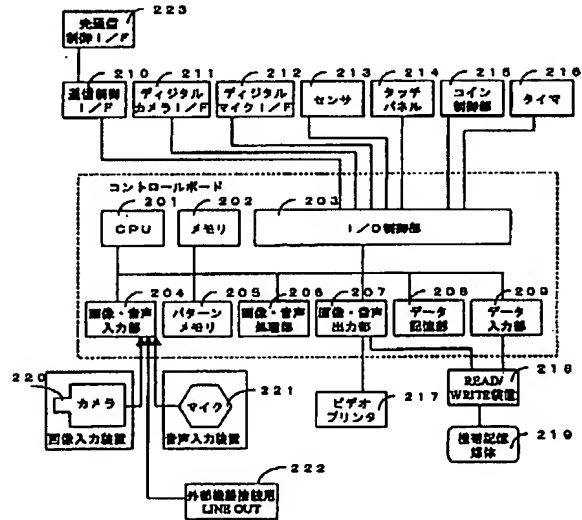 223
光通信
制御I/F
210 211 212 213 214 215 216
通信制御
I/F
ディジタル
カメラI/F
ディジタル
マイクI/F
センサ
タッチ
パネル
コイン
制御部
タイマ
コントロールボード
201 202 203
CPU
メモリ
I/O制御部
204 205 206 207 208 209
画像・音声
入力部
パターン
メモリ
画像・音声
処理部
画像・音声
出力部
データ
記憶部
データ
入力部
220
カメラ
画像入力装置
221
マイク
音声入力装置
217
ビデオ
プリンタ
218
READ/
WRITE装置
219
携帯記憶
媒体
222
外部機器接続用
LINE OUT